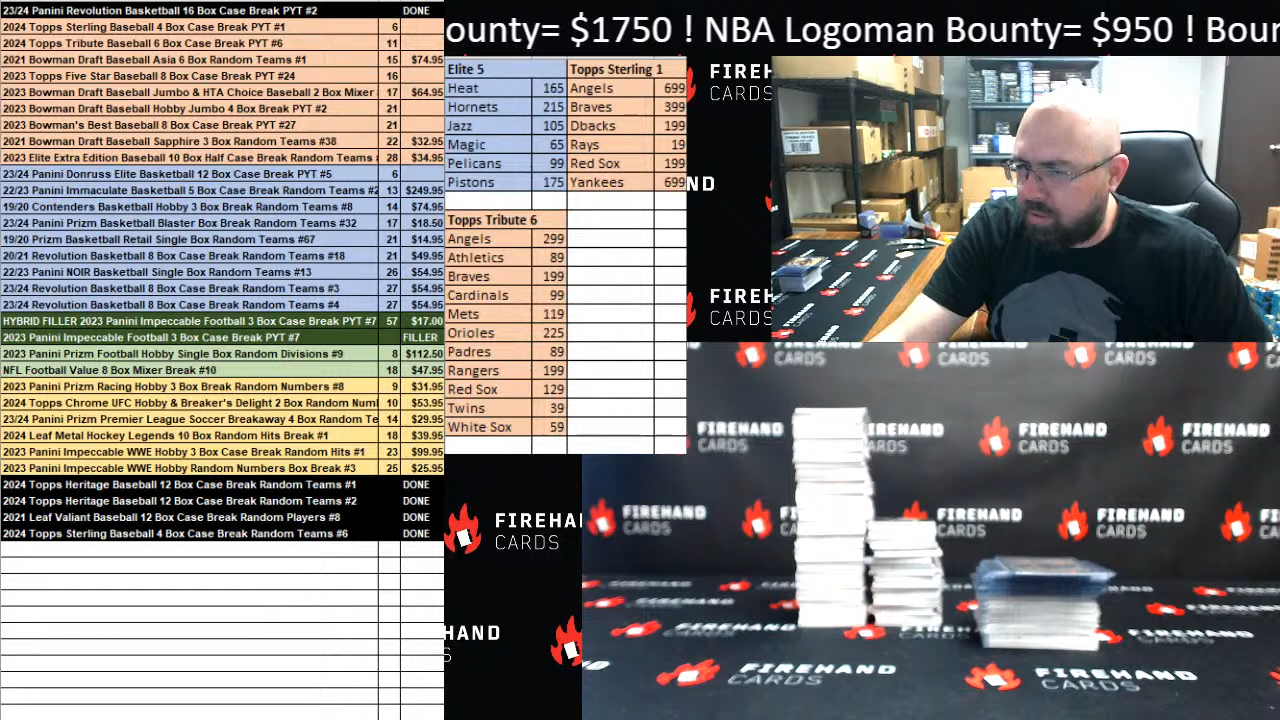 23/24 Panini Revolution Basketball 16 Box Case Break PYT #2 DONE
2024 Topps Sterling Baseball 4 Box Case Break PYT #1 6
2024 Topps Tribute Baseball 6 Box Case Break PYT #6 11
2021 Bowman Draft Baseball Asia 6 Box Random Teams #1 15 $74.95
2023 Topps Five Star Baseball 8 Box Case Break PYT #24 16
2023 Bowman Draft Baseball Jumbo & HTA Choice Baseball 2 Box Mixer 17 $64.95
2023 Bowman Draft Baseball Hobby Jumbo 4 Box Break PYT #2 21
2023 Bowman's Best Baseball 8 Box Case Break PYT #27 21
2021 Bowman Draft Baseball Sapphire 3 Box Random Teams #38 22 $32.95
2023 Elite Extra Edition Baseball 10 Box Half Case Break Random Teams 28 $34.95
23/24 Panini Donruss Elite Basketball 12 Box PYT #5 6
22/23 Panini Immaculate Basketball 5 Box Case Break Random Teams #2 13 $249.95
19/20 Contenders Basketball Hobby 3 Box Break Random Teams #8 14 $74.95
23/24 Panini Prizm Basketball Blaster Box Random Teams #32 17 $18.50
19/20 Prizm Basketball Retail Single Box Random Teams #67 21 $14.95
20/21 Revolution Basketball 8 Box Case Break Random Teams #18 21 $49.95
22/23 Panini NOIR Basketball Single Box Random Teams #13 26 $54.95
23/24 Revolution Basketball 8 Box Case Break Random Teams #3 27 $54.95
23/24 Revolution Basketball 8 Box Case Break Random Teams #4 27 $54.95
HYBRID FILLER 2023 Panini Impeccable Football 3 Box Case Break PYT #7 57 $17.00
2023 Panini Impeccable Football 3 Box Case Break PYT #7 FILLER
2023 Panini Prizm Football Hobby Single Box Random Divisions #9 8 $112.50
NFL Football Value 8 Box Mixer Break #10 18 $47.95
2023 Panini Prizm Racing Hobby 3 Box Break Random Numbers #8 9 $31.95
2024 Topps Chrome UFC Hobby & Breaker's Delight 2 Box Random Numl 10 $53.95
23/24 Panini Prizm Premier League Soccer Breakaway 4 Box Random Te 14 $29.95
2024 Leaf Metal Hockey Legends 10 Box Random Hits Break #1 18 $39.95
2023 Panini Impeccable WWE Hobby 3 Box Case Break Random Hits #1 23 $99.95
2023 Panini Impeccable WWE Hobby Random Numbers Box Break #3 25 $25.95
2024 Topps Heritage Baseball 12 Box Case Break Random Teams #1 DONE
2024 Topps Heritage Baseball 12 Box Case Break Random Teams #2 DONE
2021 Leaf Valiant Baseball 12 Box Case Break Random Players #8 DONE
2024 Topps Sterling Baseball 4 Box Case Break Random Teams #6 DONE
ounty= $1750 ! NBA Logoman Bounty= $950 ! Boun
Elite 5 Topps Sterling 1
Heat 165 Angels 699
Hornets 215 Braves 399
Jazz 105 Dbacks 199
Magic 65 Rays 19
Pelicans 99 Red Sox 199
Pistons 175 Yankees 699
Topps Tribute 6
Angels 299
Athletics 89
Braves 199
Cardinals 99
Mets 119
Orioles 225
Padres 89
Rangers 199
Red Sox 129
Twins 39
White Sox 59
FIREH
CARDS
ND
FIREH
CARDS
FIREHA
CARDS
HAND
S
FIREHAND
CARDS
FIREHAND
CARDS
FIREHAND
CARDS
FIREHAND
CARDS
FIREHAND
CARDS
FIREHAND
CARDS
FIREHAND
CARDS
FIREHAND
CARDS